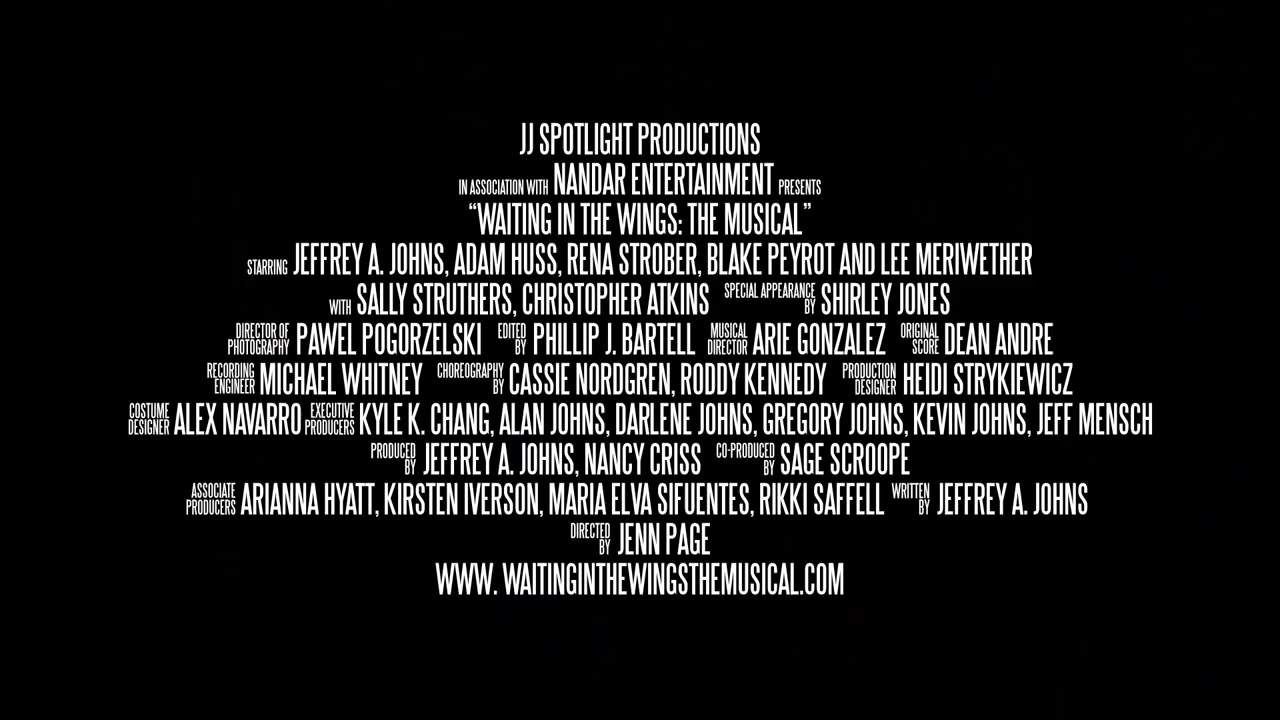 JJ SPOTLIGHT PRODUCTIONS
IN ASSOCIATION WITH NANDAR ENTERTAINMENT PRESENTS
“WAITING IN THE WINGS: THE MUSICAL”
STARRING JEFFREY A. JOHNS, ADAM HUSS, RENA STROBER, BLAKE PEYROT AND LEE MERIWETHER
WITH SALLY STRUTHERS, CHRISTOPHER ATKINS SPECIAL APPEARANCE BY SHIRLEY JONES
DIRECTOR OF PHOTOGRAPHY PAWEL POGORZELSKI EDITED BY PHILLIP J. BARTELL MUSICAL DIRECTOR ARIE GONZALEZ ORIGINAL SCORE DEAN ANDRE
RECORDING ENGINEER MICHAEL WHITNEY CHOREOGRAPHY BY CASSIE NORDGREN, RODDY KENNEDY PRODUCTION DESIGNER HEIDI STRYKIEWICZ
COSTUME DESIGNER ALEX NAVARRO EXECUTIVE PRODUCERS KYLE K. CHANG, ALAN JOHNS, DARLENE JOHNS, GREGORY JOHNS, KEVIN JOHNS, JEFF MENSCH
PRODUCED BY JEFFREY A. JOHNS, NANCY CRISS CO-PRODUCED BY SAGE SCROOPE
ASSOCIATE PRODUCERS ARIANNA HYATT, KIRSTEN IVERSON, MARIA ELVA SIFUENTES, RIKKI SAFFELL WRITTEN BY JEFFREY A. JOHNS
DIRECTED BY JENN PAGE
WWW. WAITINGINTHEWINGSTHEMUSICAL.COM